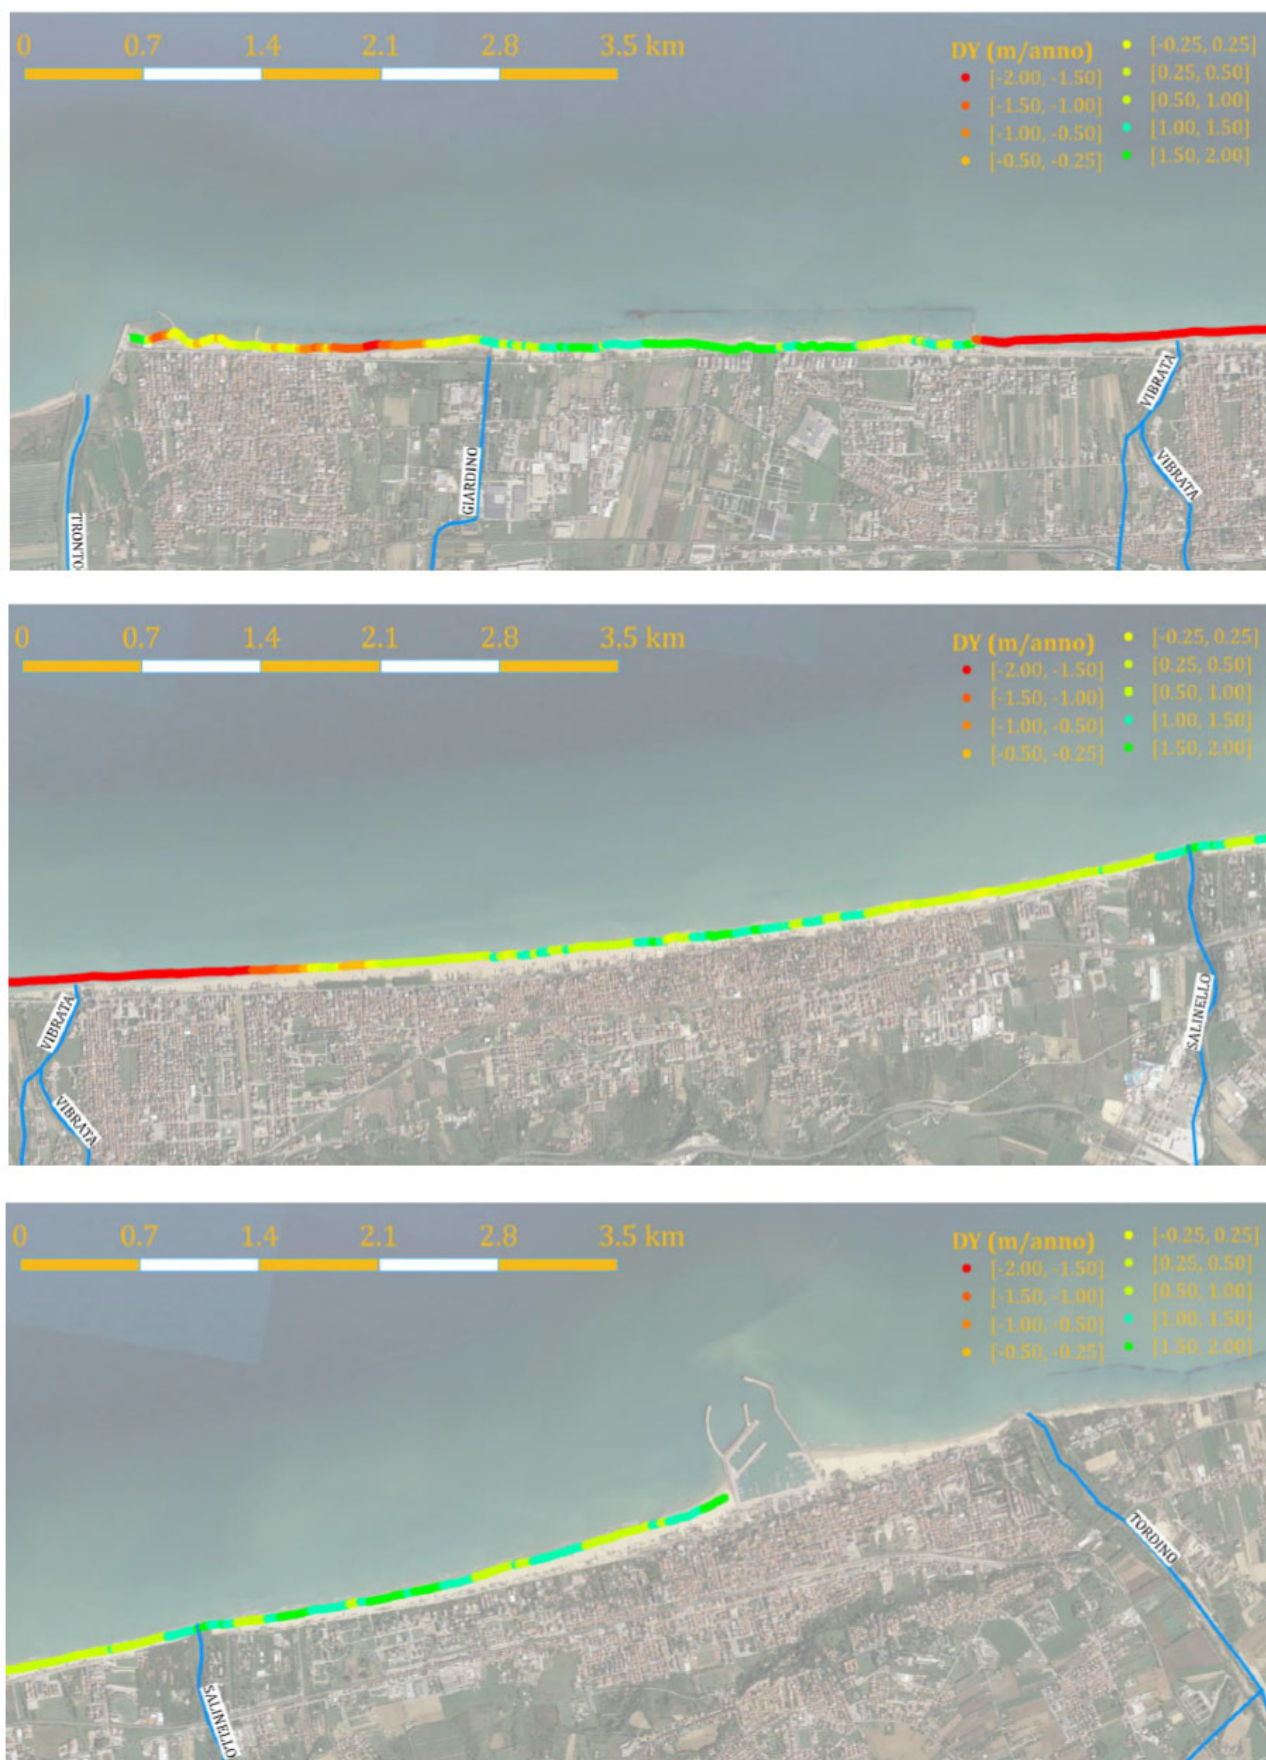 0 0.7 1.4 2.1 2.8 3.5 km
DY (m/anno)
[-2.00, -1.50]
[-1.50, -1.00]
[-1.00, -0.50]
[-0.50, -0.25]
[-0.25, 0.25]
[0.25, 0.50]
[0.50, 1.00]
[1.00, 1.50]
[1.50, 2.00]
TRONTO
GIARDINO
VIBRATA
VIBRATA
0 0.7 1.4 2.1 2.8 3.5 km
DY (m/anno)
[-2.00, -1.50]
[-1.50, -1.00]
[-1.00, -0.50]
[-0.50, -0.25]
[-0.25, 0.25]
[0.25, 0.50]
[0.50, 1.00]
[1.00, 1.50]
[1.50, 2.00]
VIBRATA
VIBRATA
SALINELLO
0 0.7 1.4 2.1 2.8 3.5 km
DY (m/anno)
[-2.00, -1.50]
[-1.50, -1.00]
[-1.00, -0.50]
[-0.50, -0.25]
[-0.25, 0.25]
[0.25, 0.50]
[0.50, 1.00]
[1.00, 1.50]
[1.50, 2.00]
SALINELLO
TORDINO